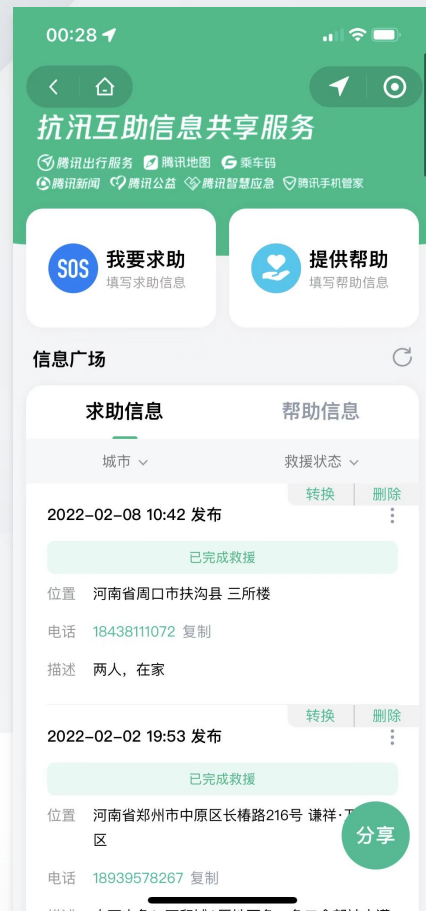 00:28
抗汛互助信息共享服务
腾讯出行服务 腾讯地图 乘车码
腾讯新闻 腾讯公益 腾讯智慧应急 腾讯手机管家
SOS 我要求助
填写求助信息
提供帮助
填写帮助信息
信息广场
求助信息 帮助信息
城市 救援状态
转换 删除
2022-02-08 10:42 发布
已完成救援
位置 河南省周口市扶沟县 三所楼
电话 18438111072 复制
描述 两人，在家
转换 删除
2022-02-02 19:53 发布
已完成救援
位置 河南省郑州市中原区长椿路216号 谦祥·
区
分享
电话 18939578267 复制